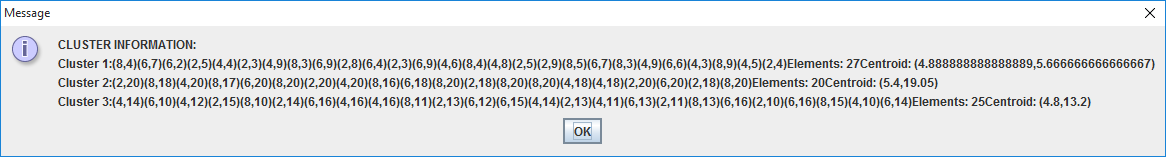 Message
CLUSTER INFORMATION:
Cluster 1:(8,4)(6,7)(6,2)(2,5)(4,4)(2,3)(4,9)(8,3)(6,9)(2,8)(6,4)(2,3)(6,9)(4,6)(8,4)(4,8)(2,5)(2,9)(8,5)(6,7)(8,3)(4,9)(6,6)(4,3)(8,9)(4,5)(2,4)Elements: 27Centroid: (4.888888888888889,5.666666666666667)
Cluster 2:(2,20)(8,18)(4,20)(8,17)(6,20)(8,20)(2,20)(4,20)(8,16)(6,18)(8,20)(2,18)(8,20)(8,20)(4,18)(4,18)(2,20)(6,20)(2,18)(8,20)Elements: 20Centroid: (5.4,19.05)
Cluster 3:(4,14)(6,10)(4,12)(2,15)(8,10)(2,14)(6,16)(4,16)(4,16)(8,11)(2,13)(6,12)(6,15)(4,14)(2,13)(4,11)(6,13)(2,11)(8,13)(6,16)(2,10)(6,16)(8,15)(4,10)(6,14)Elements: 25Centroid: (4.8,13.2)
OK